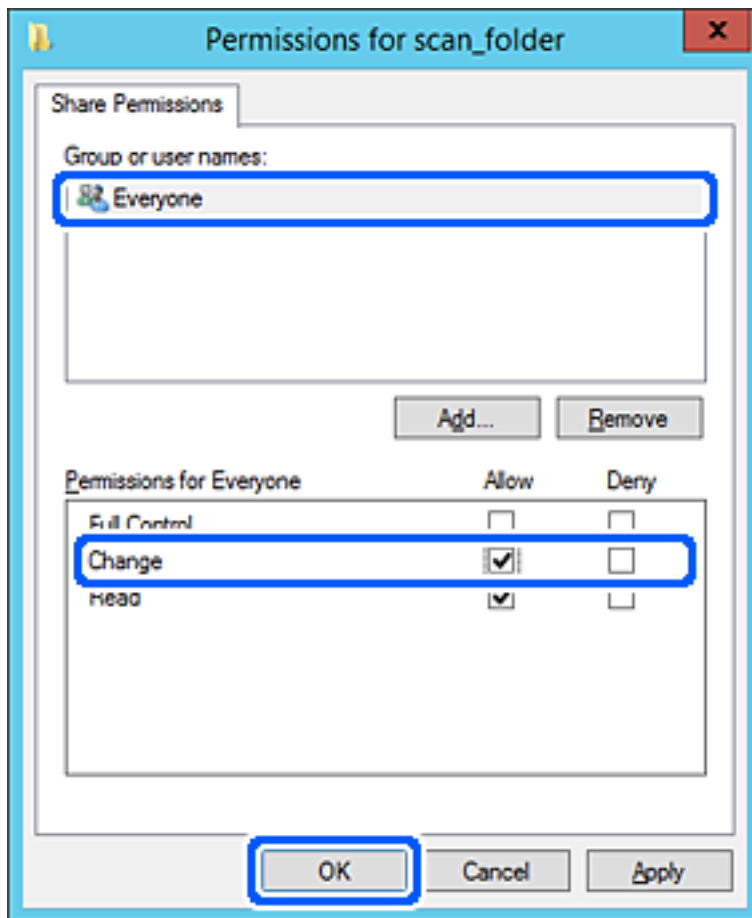 Permissions for scan_folder
Share Permissions
Group or user names:
Everyone
Add... Remove
Permissions for Everyone Allow Deny
Full Control
Change
Read
OK Cancel Apply